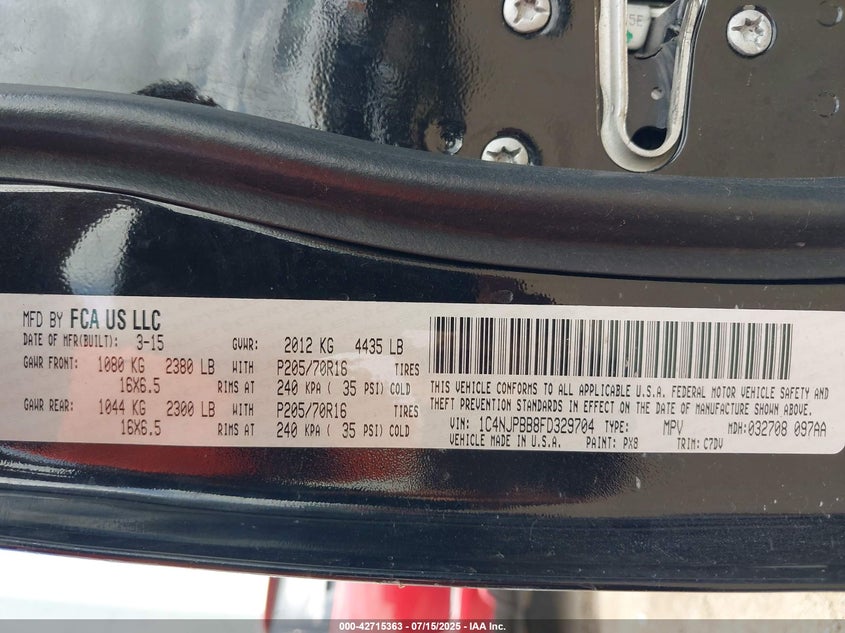 5E
MFD BY FCA US LLC
DATE OF MFR(BUILT): 3-15 GVWR: 2012 KG 4435 LB
GAWR FRONT: 1080 KG 2380 LB WITH P205/70R16 TIRES
16X6.5 RIMS AT 240 KPA ( 35 PSI) COLD
GAWR REAR: 1044 KG 2300 LB WITH P205/70R16 TIRES
16X6.5 RIMS AT 240 KPA ( 35 PSI) COLD
THIS VEHICLE CONFORMS TO ALL APPLICABLE U.S.A. FEDERAL MOTOR VEHICLE SAFETY AND
THEFT PREVENTION STANDARDS IN EFFECT ON THE DATE OF MANUFACTURE SHOWN ABOVE.
VIN: 1C4NJPBB8FD329704 TYPE: MPV MDH:032708 097AA
VEHICLE MADE IN U.S.A. PAINT: PX8 TRIM: C7DV
000-42715363 - 07/15/2025 - IAA Inc.